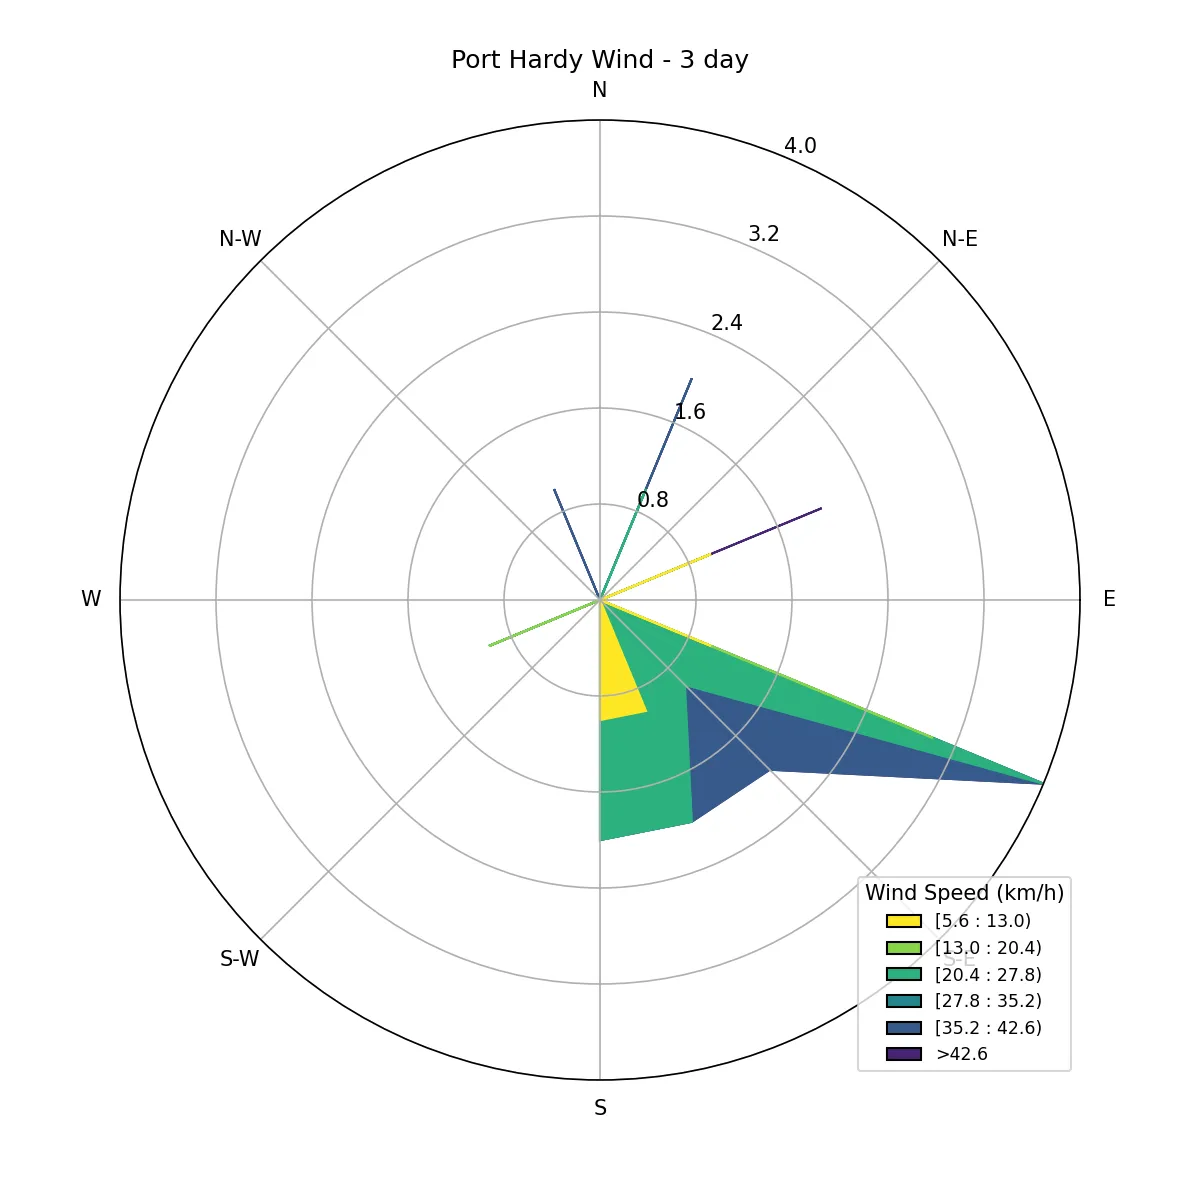 Port Hardy Wind - 3 day
N
4.0
N-W
3.2
N-E
2.4
1.6
0.8
W
E
S-W
S-E
S
Wind Speed (km/h)
[5.6 : 13.0)
[13.0 : 20.4)
[20.4 : 27.8)
[27.8 : 35.2)
[35.2 : 42.6)
>42.6